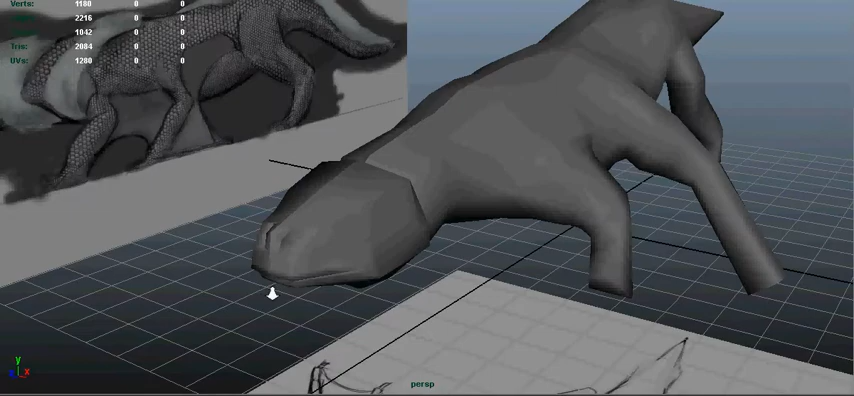 Verts: 1180 0 0
2216 0 0
1042 0 0
Tris: 2084 0 0
UVs: 1280 0 0
y
x
persp